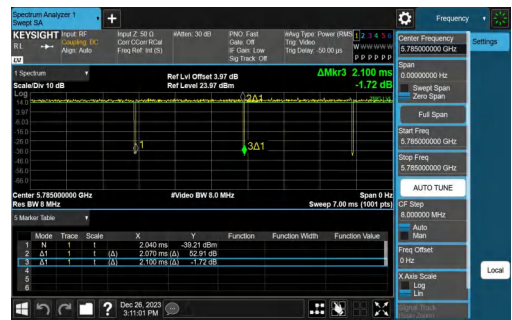 Spectrum Analyzer 1
Swept SA
Frequency
KEYSIGHT
RL
Input: RF
Coupling: DC
Align: Auto
Input Z: 50 Ω
Corr CCorr RCal
Freq Ref: Int (S)
#Atten: 30 dB
PNO: Fast
Gate: Off
IF Gain: Low
Sig Track: Off
#Avg Type: Power (RMS
Trig: Video
Trig Delay: -50.00 µs
1 2 3 4 5 6
W W W W W W
P P P P P P
LXI
1 Spectrum
Scale/Div 10 dB
Ref Lvl Offset 3.97 dB
Ref Level 23.97 dBm
ΔMkr3 2.100 ms
-1.72 dB
Log
14.0
3.97
-6.03
-16.0
-26.0
-36.0
-46.0
-56.0
-66.0
2Δ1
1
3Δ1
Center 5.785000000 GHz
Res BW 8 MHz
#Video BW 8.0 MHz
Span 0 Hz
Sweep 7.00 ms (1001 pts)
5 Marker Table
Mode Trace Scale X Y Function Function Width Function Value
1 N 1 t 2.040 ms -39.21 dBm
2 Δ1 1 t (Δ) 2.070 ms (Δ) 52.91 dB
3 Δ1 1 t (Δ) 2.100 ms (Δ) -1.72 dB
4
5
6
Dec 26, 2023
3:11:01 PM
Center Frequency
5.785000000 GHz
Settings
Span
0.00000000 Hz
Swept Span
Zero Span
Full Span
Start Freq
5.785000000 GHz
Stop Freq
5.785000000 GHz
AUTO TUNE
CF Step
8.000000 MHz
Auto
Man
Freq Offset
0 Hz
X Axis Scale
Log
Lin
Signal Track
Local